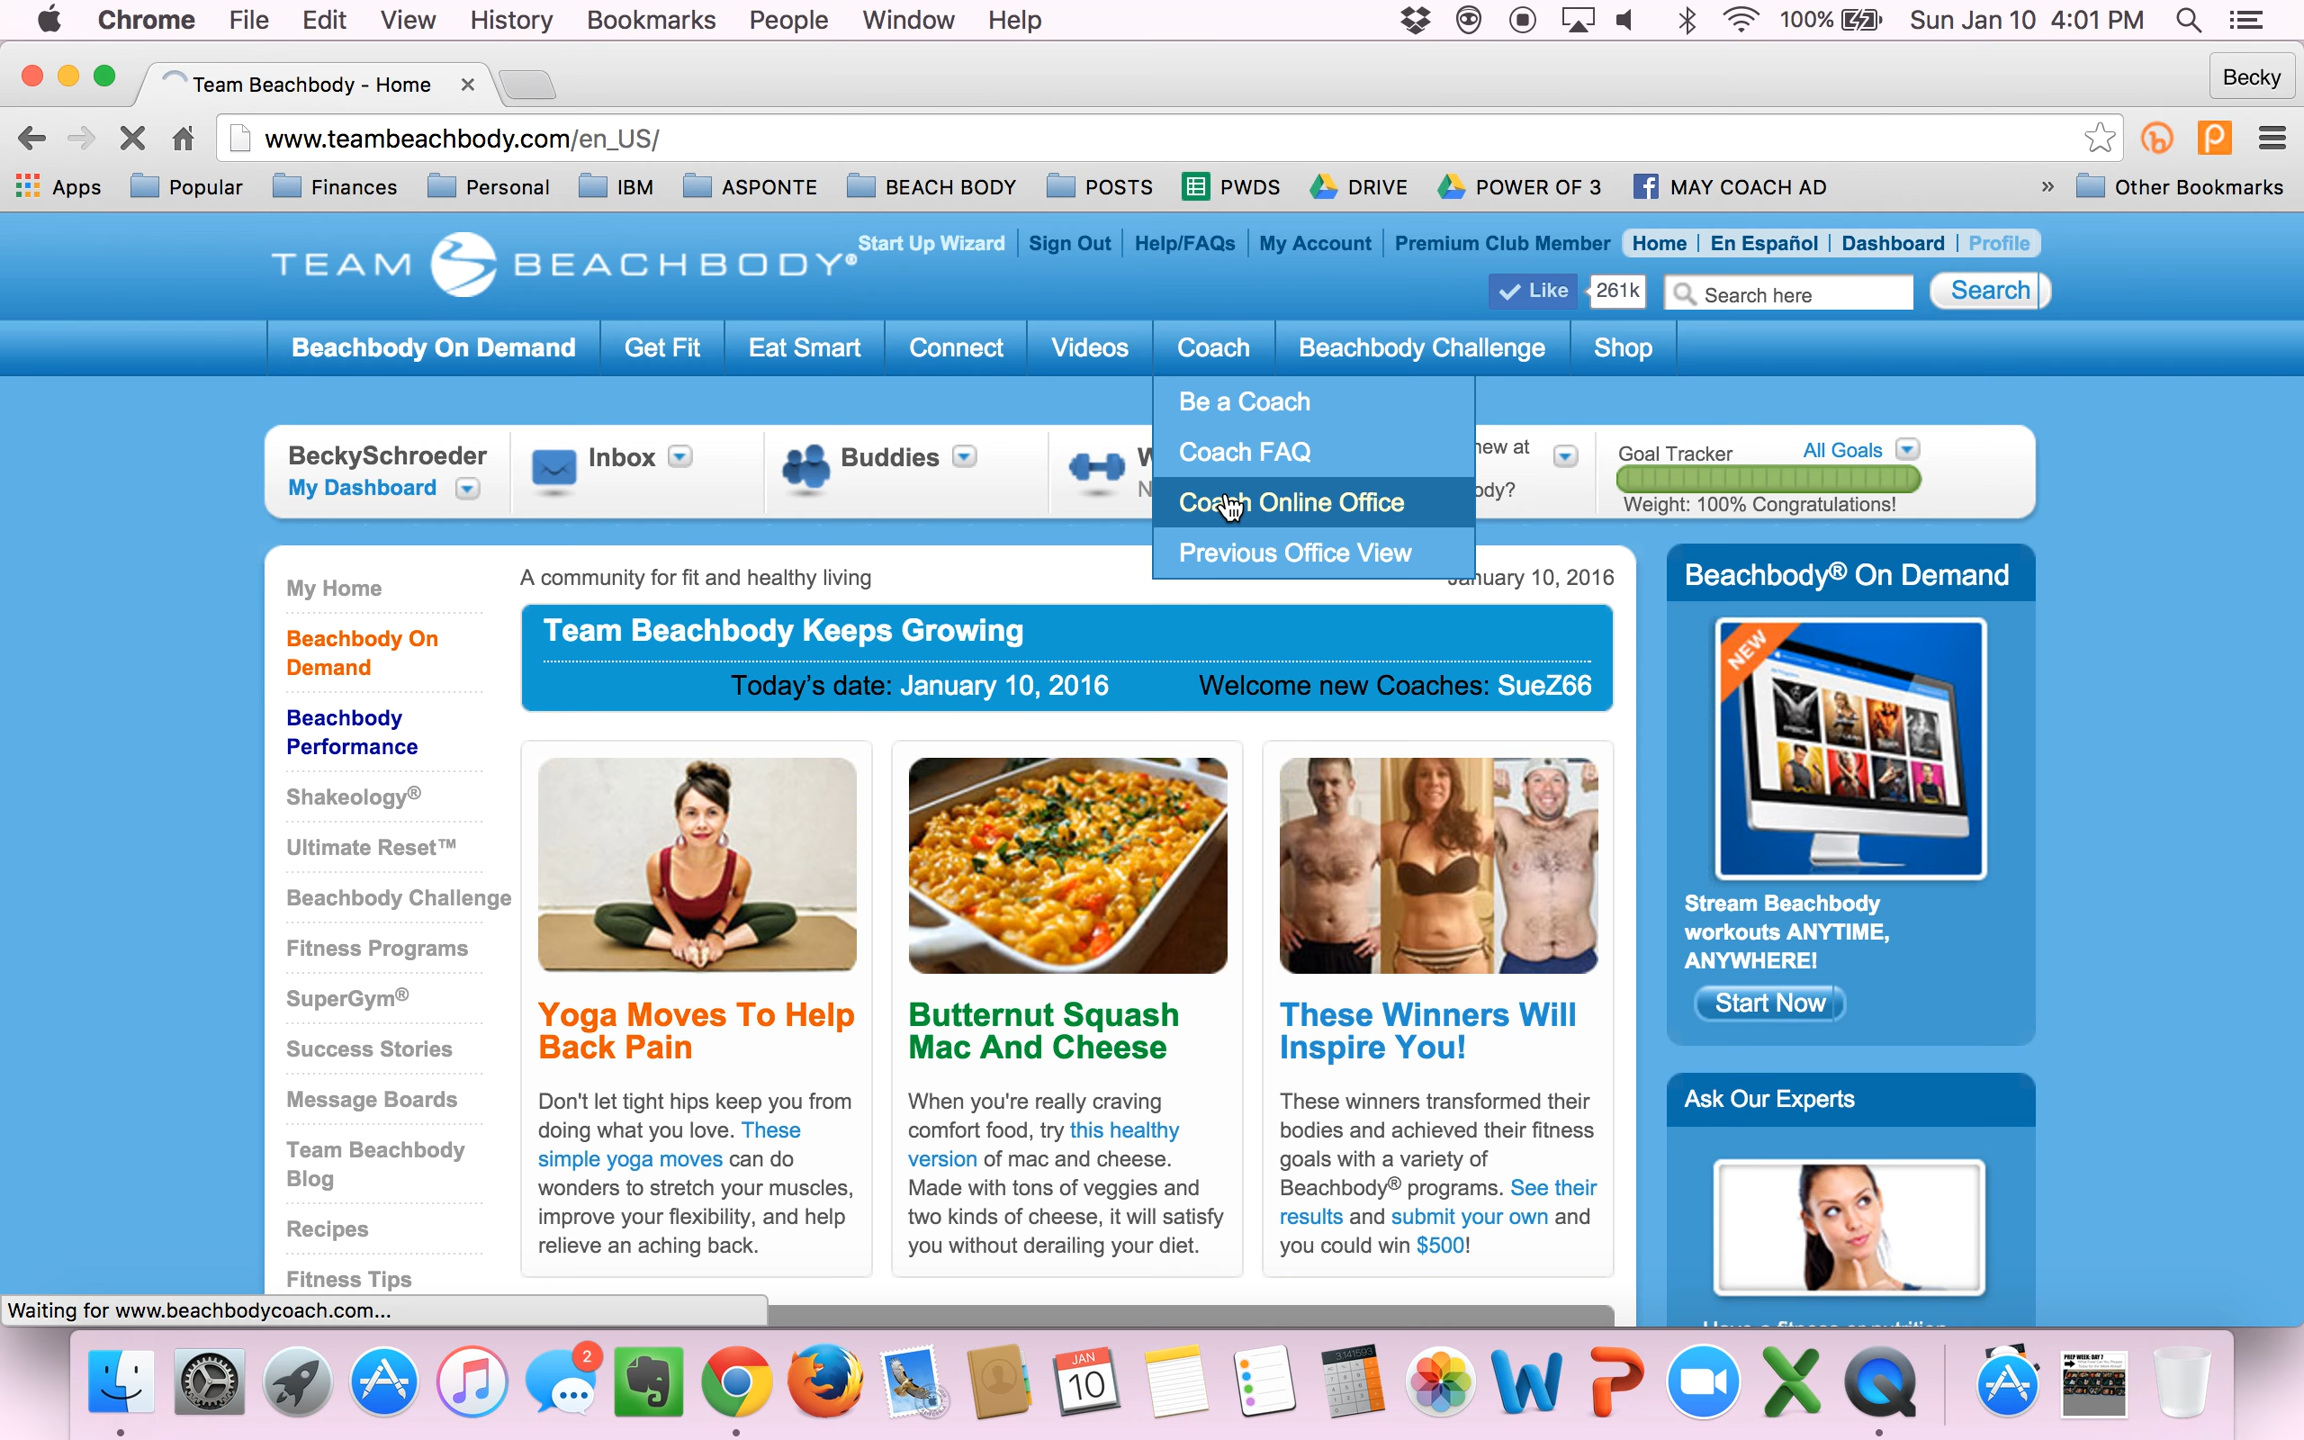 Chrome File Edit View History Bookmarks People Window Help 100% Sun Jan 10 4:01 PM
Team Beachbody - Home Becky
www.teambeachbody.com/en_US/
Apps Popular Finances Personal IBM ASPONTE BEACH BODY POSTS PWDS DRIVE POWER OF 3 MAY COACH AD » Other Bookmarks
TEAM BEACHBODY®
Start Up Wizard Sign Out Help/FAQs My Account Premium Club Member Home En Español Dashboard Profile
Like 261k Search here Search
Beachbody On Demand Get Fit Eat Smart Connect Videos Coach Beachbody Challenge Shop
Be a Coach
Coach FAQ
Coach Online Office
Previous Office View
BeckySchroeder
My Dashboard
Inbox
Buddies
W
N
new at
ody?
Goal Tracker All Goals
Weight: 100% Congratulations!
My Home
Beachbody On
Demand
Beachbody
Performance
Shakeology®
Ultimate Reset™
Beachbody Challenge
Fitness Programs
SuperGym®
Success Stories
Message Boards
Team Beachbody
Blog
Recipes
Fitness Tips
A community for fit and healthy living January 10, 2016
Team Beachbody Keeps Growing
Today's date: January 10, 2016 Welcome new Coaches: SueZ66
Yoga Moves To Help
Back Pain
Don't let tight hips keep you from
doing what you love. These
simple yoga moves can do
wonders to stretch your muscles,
improve your flexibility, and help
relieve an aching back.
Butternut Squash
Mac And Cheese
When you're really craving
comfort food, try this healthy
version of mac and cheese.
Made with tons of veggies and
two kinds of cheese, it will satisfy
you without derailing your diet.
These Winners Will
Inspire You!
These winners transformed their
bodies and achieved their fitness
goals with a variety of
Beachbody® programs. See their
results and submit your own and
you could win $500!
Beachbody® On Demand
NEW
Stream Beachbody
workouts ANYTIME,
ANYWHERE!
Start Now
Ask Our Experts
Waiting for www.beachbodycoach.com...
2
JAN
10
3.141593
PREP WEEK: DAY 7